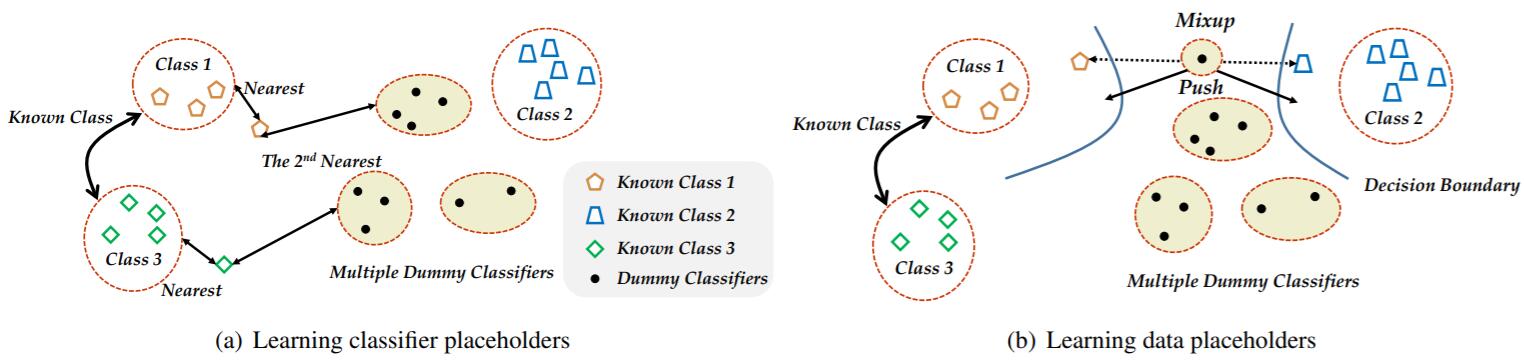 Class 1
Nearest
Known Class
Class 2
The 2nd Nearest
Class 3
Nearest
Multiple Dummy Classifiers
Known Class 1
Known Class 2
Known Class 3
Dummy Classifiers
(a) Learning classifier placeholders
Mixup
Class 1
Push
Known Class
Class 2
Decision Boundary
Class 3
Multiple Dummy Classifiers
(b) Learning data placeholders